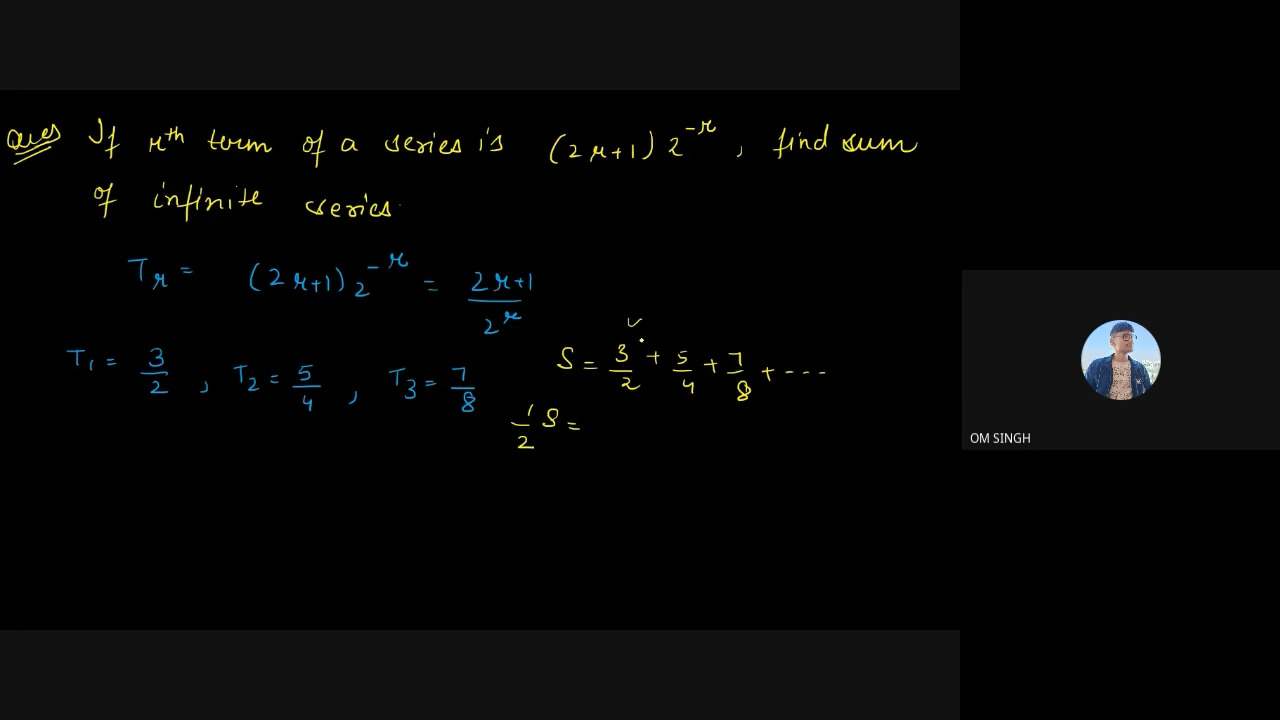 Ques If rth term of a series is (2r+1) 2^-r , find sum
of infinite series.
Tr = (2r+1) 2^-r = 2r+1 / 2^r
T1 = 3/2 , T2 = 5/4 , T3 = 7/8
S = 3/2 + 5/4 + 7/8 + ----
1/2 S =
OM SINGH